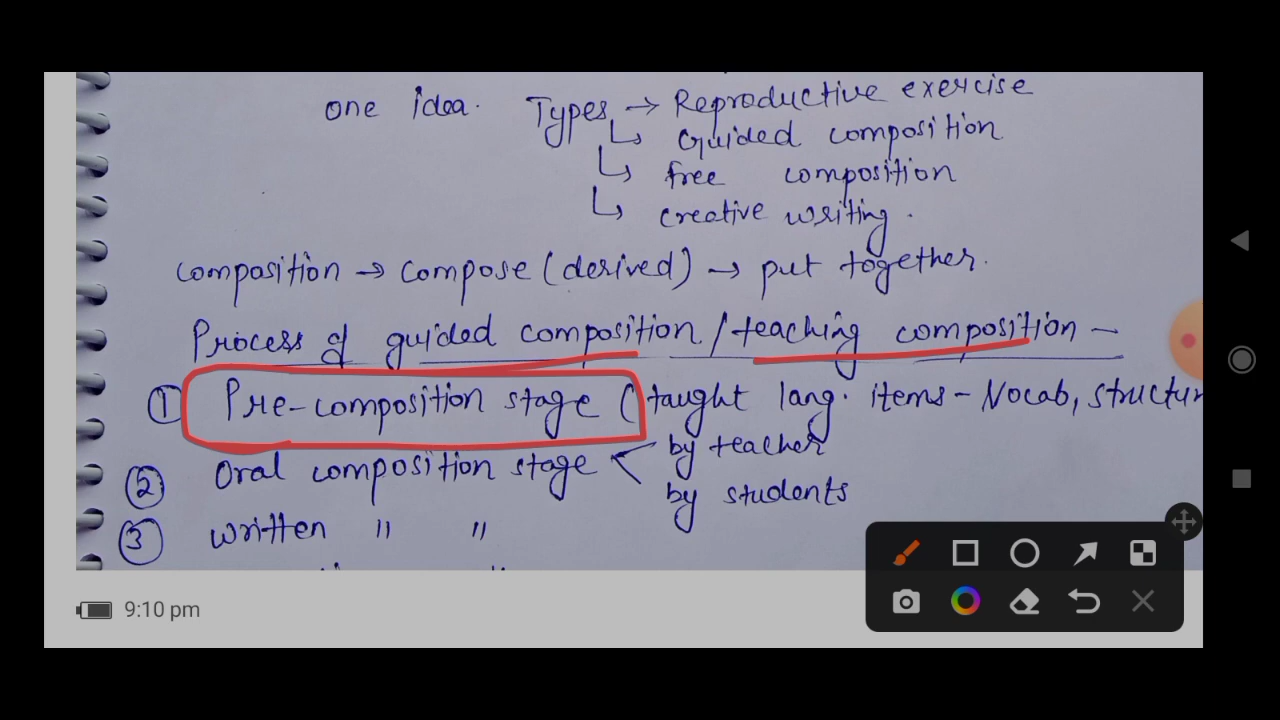 one idea. Types → Reproductive exercise
↳ Guided composition
↳ free composition
↳ creative writing.
composition → compose (derived) → put together.
Process of guided composition / teaching composition –
① Pre-composition stage (taught lang. items - Vocab, structur
by teacher
② Oral composition stage
by students
③ written " "
9:10 pm